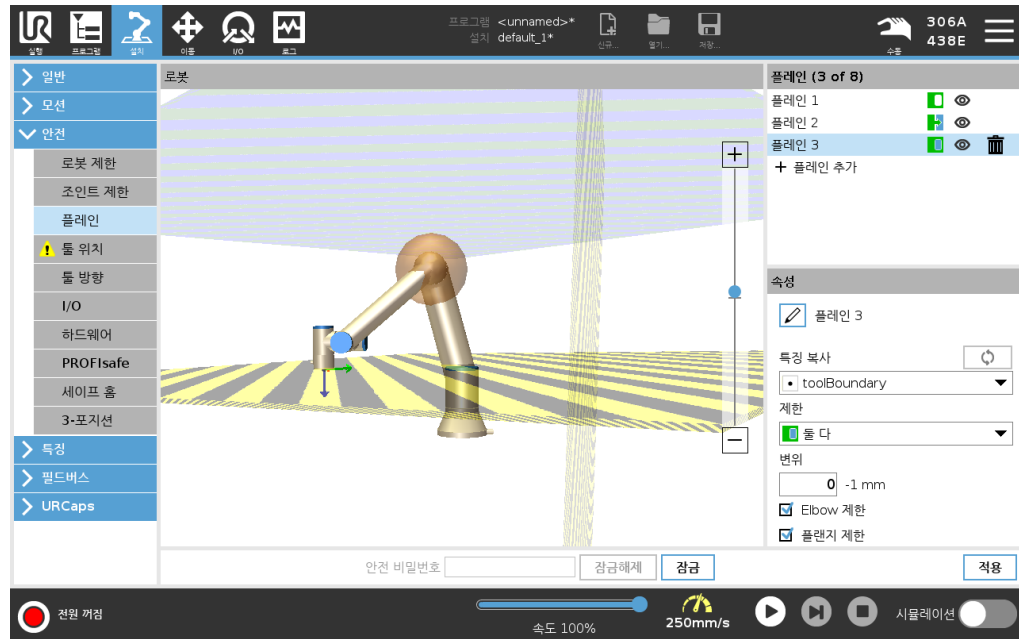 UR
실행
프로그램
설치
이동
I/O
로그
프로그램 <unnamed>*
설치 default_1*
신규...
열기...
저장...
수동
306A
438E
일반
모션
안전
로봇 제한
조인트 제한
플레인
툴 위치
툴 방향
I/O
하드웨어
PROFIsafe
세이프 홈
3-포지션
특징
필드버스
URCaps
로봇
플레인 (3 of 8)
플레인 1
플레인 2
플레인 3
+ 플레인 추가
속성
플레인 3
특징 복사
toolBoundary
제한
둘 다
변위
0 -1 mm
Elbow 제한
플랜지 제한
안전 비밀번호
잠금해제
잠금
적용
전원 꺼짐
속도 100%
250mm/s
시뮬레이션